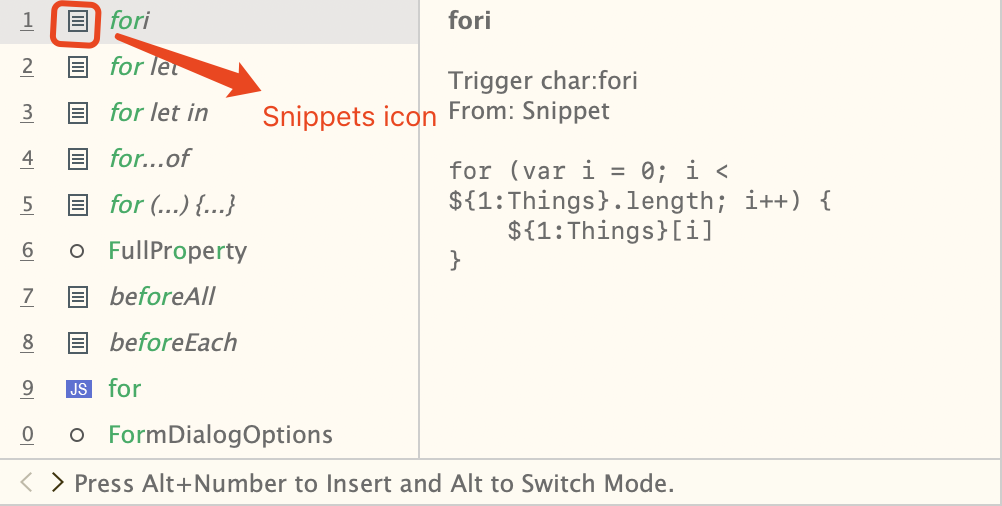 1 fori
2 for let
3 for let in
4 for...of
5 for (...) {...}
6 FullProperty
7 beforeAll
8 beforeEach
9 JS for
0 FormDialogOptions
Snippets icon
fori
Trigger char:fori
From: Snippet
for (var i = 0; i <
${1:Things}.length; i++) {
    ${1:Things}[i]
}
< > Press Alt+Number to Insert and Alt to Switch Mode.